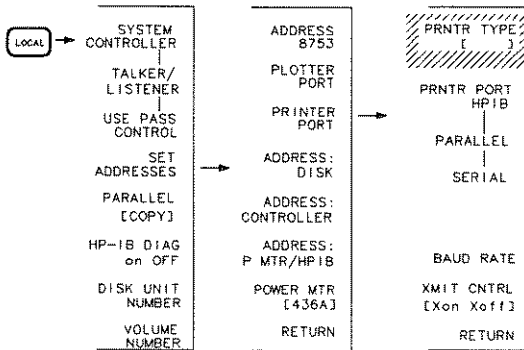 LOCAL
SYSTEM
CONTROLLER
TALKER/
LISTENER
USE PASS
CONTROL
SET
ADDRESSES
PARALLEL
[COPY]
HP-IB DIAG
on OFF
DISK UNIT
NUMBER
VOLUME
NUMBER
ADDRESS
8753
PLOTTER
PORT
PRINTER
PORT
ADDRESS:
DISK
ADDRESS:
CONTROLLER
ADDRESS:
P MTR/HPIB
POWER MTR
[436A]
RETURN
PRNTR TYPE
[ ]
PRNTR PORT
HPIB
PARALLEL
SERIAL
BAUD RATE
XMIT CNTRL
[Xon Xoff]
RETURN